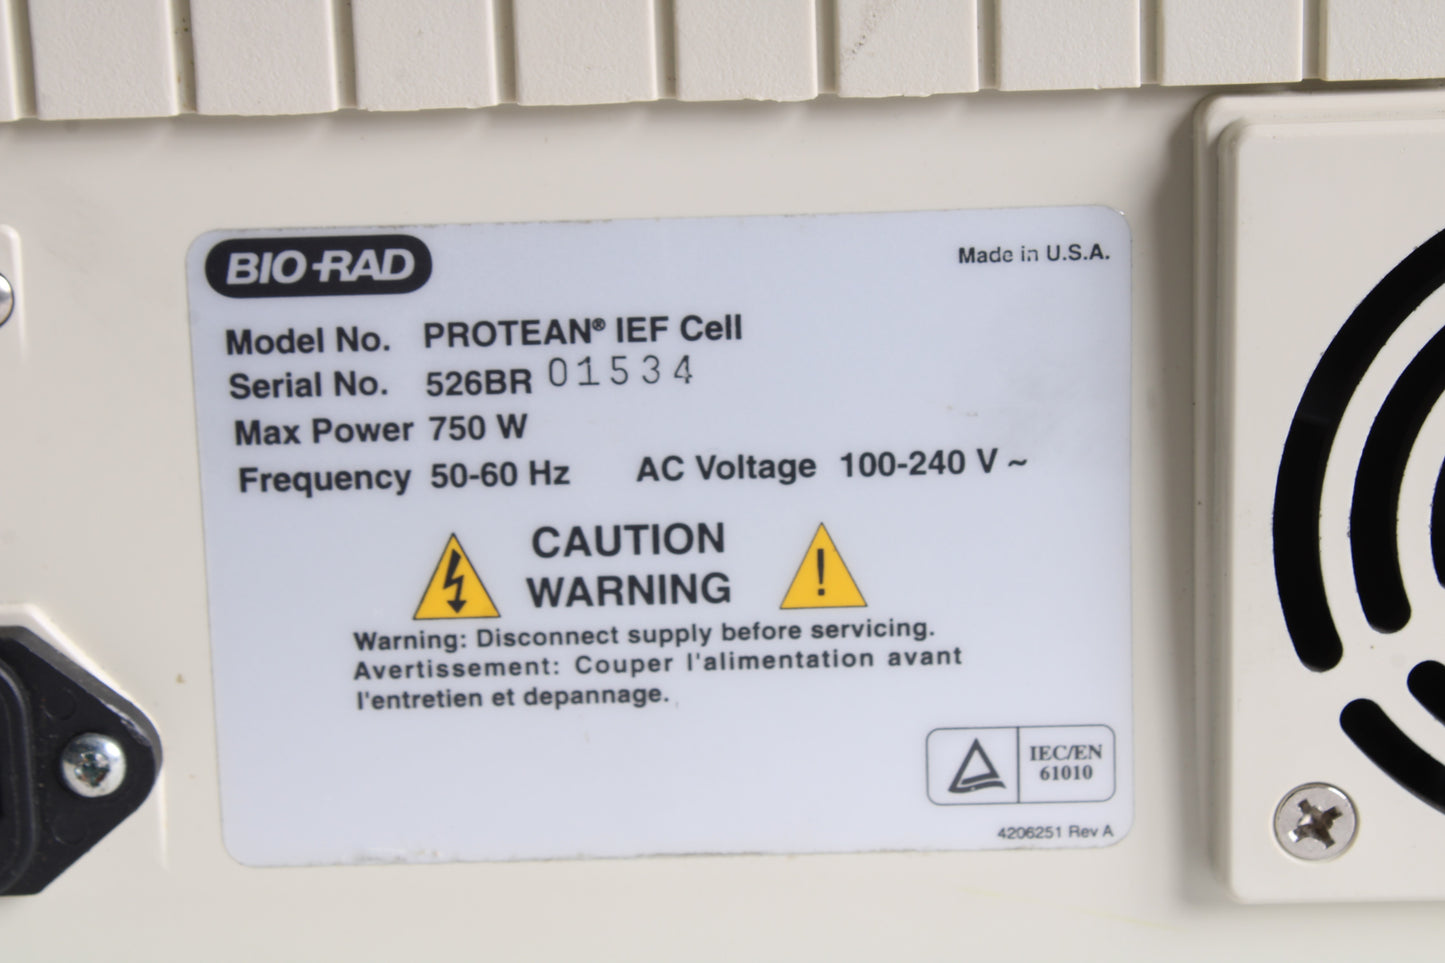 BIO-RAD
Made in U.S.A.
Model No. PROTEAN® IEF Cell
Serial No. 526BR 01534
Max Power 750 W
Frequency 50-60 Hz AC Voltage 100-240 V ~
CAUTION
WARNING
Warning: Disconnect supply before servicing.
Avertissement: Couper l'alimentation avant
l'entretien et depannage.
IEC/EN
61010
4206251 Rev A